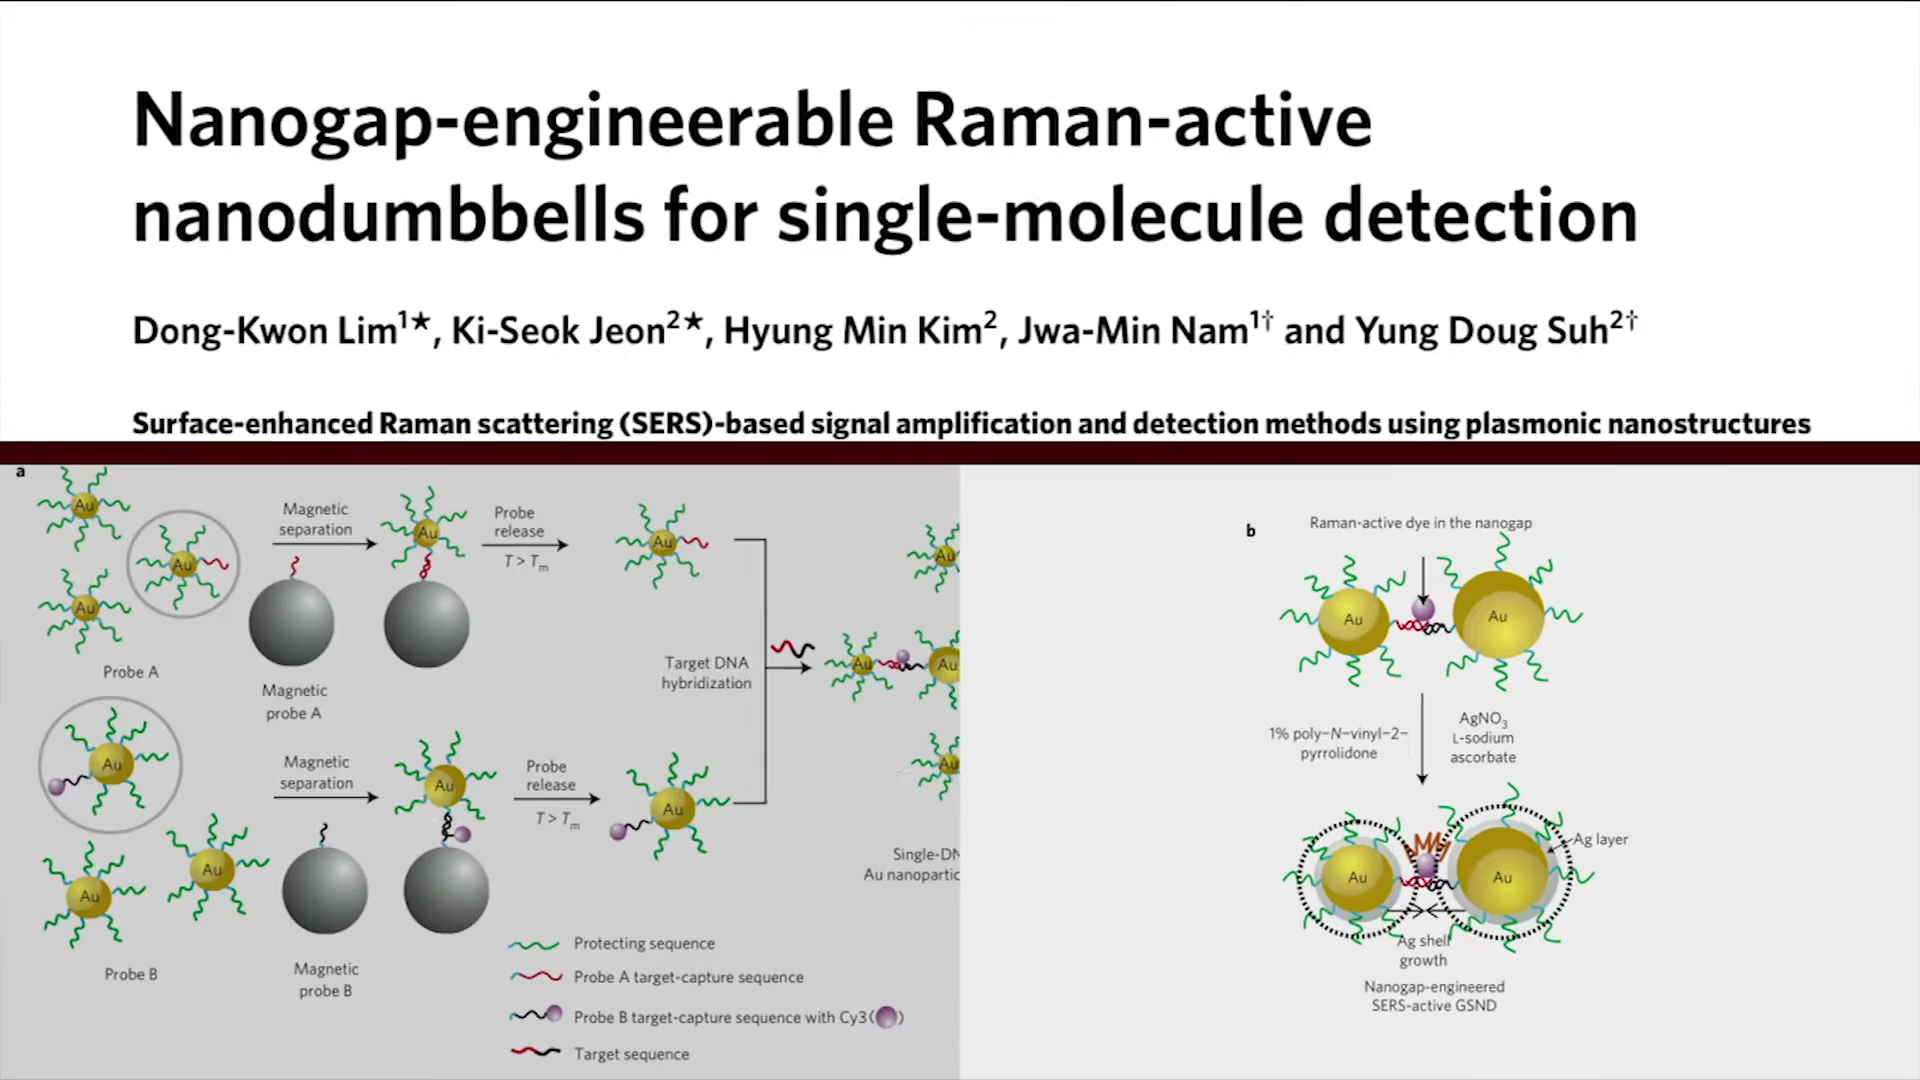 Nanogap-engineerable Raman-active
nanodumbbells for single-molecule detection
Dong-Kwon Lim1★, Ki-Seok Jeon2★, Hyung Min Kim2, Jwa-Min Nam1† and Yung Doug Suh2†
Surface-enhanced Raman scattering (SERS)-based signal amplification and detection methods using plasmonic nanostructures
a
Au
Au
Au
Probe A
Magnetic
separation
Magnetic
probe A
Au
Probe
release
T > Tm
Au
Au
Au
Au
Probe B
Magnetic
separation
Magnetic
probe B
Au
Probe
release
T > Tm
Au
Target DNA
hybridization
Au
Au
Au
Au
Single-DN
Au nanopartic
Protecting sequence
Probe A target-capture sequence
Probe B target-capture sequence with Cy3( )
Target sequence
b
Raman-active dye in the nanogap
Au
Au
1% poly–N–vinyl–2–
pyrrolidone
AgNO3
L-sodium
ascorbate
Ag layer
Au
Au
Ag shell
growth
Nanogap-engineered
SERS-active GSND